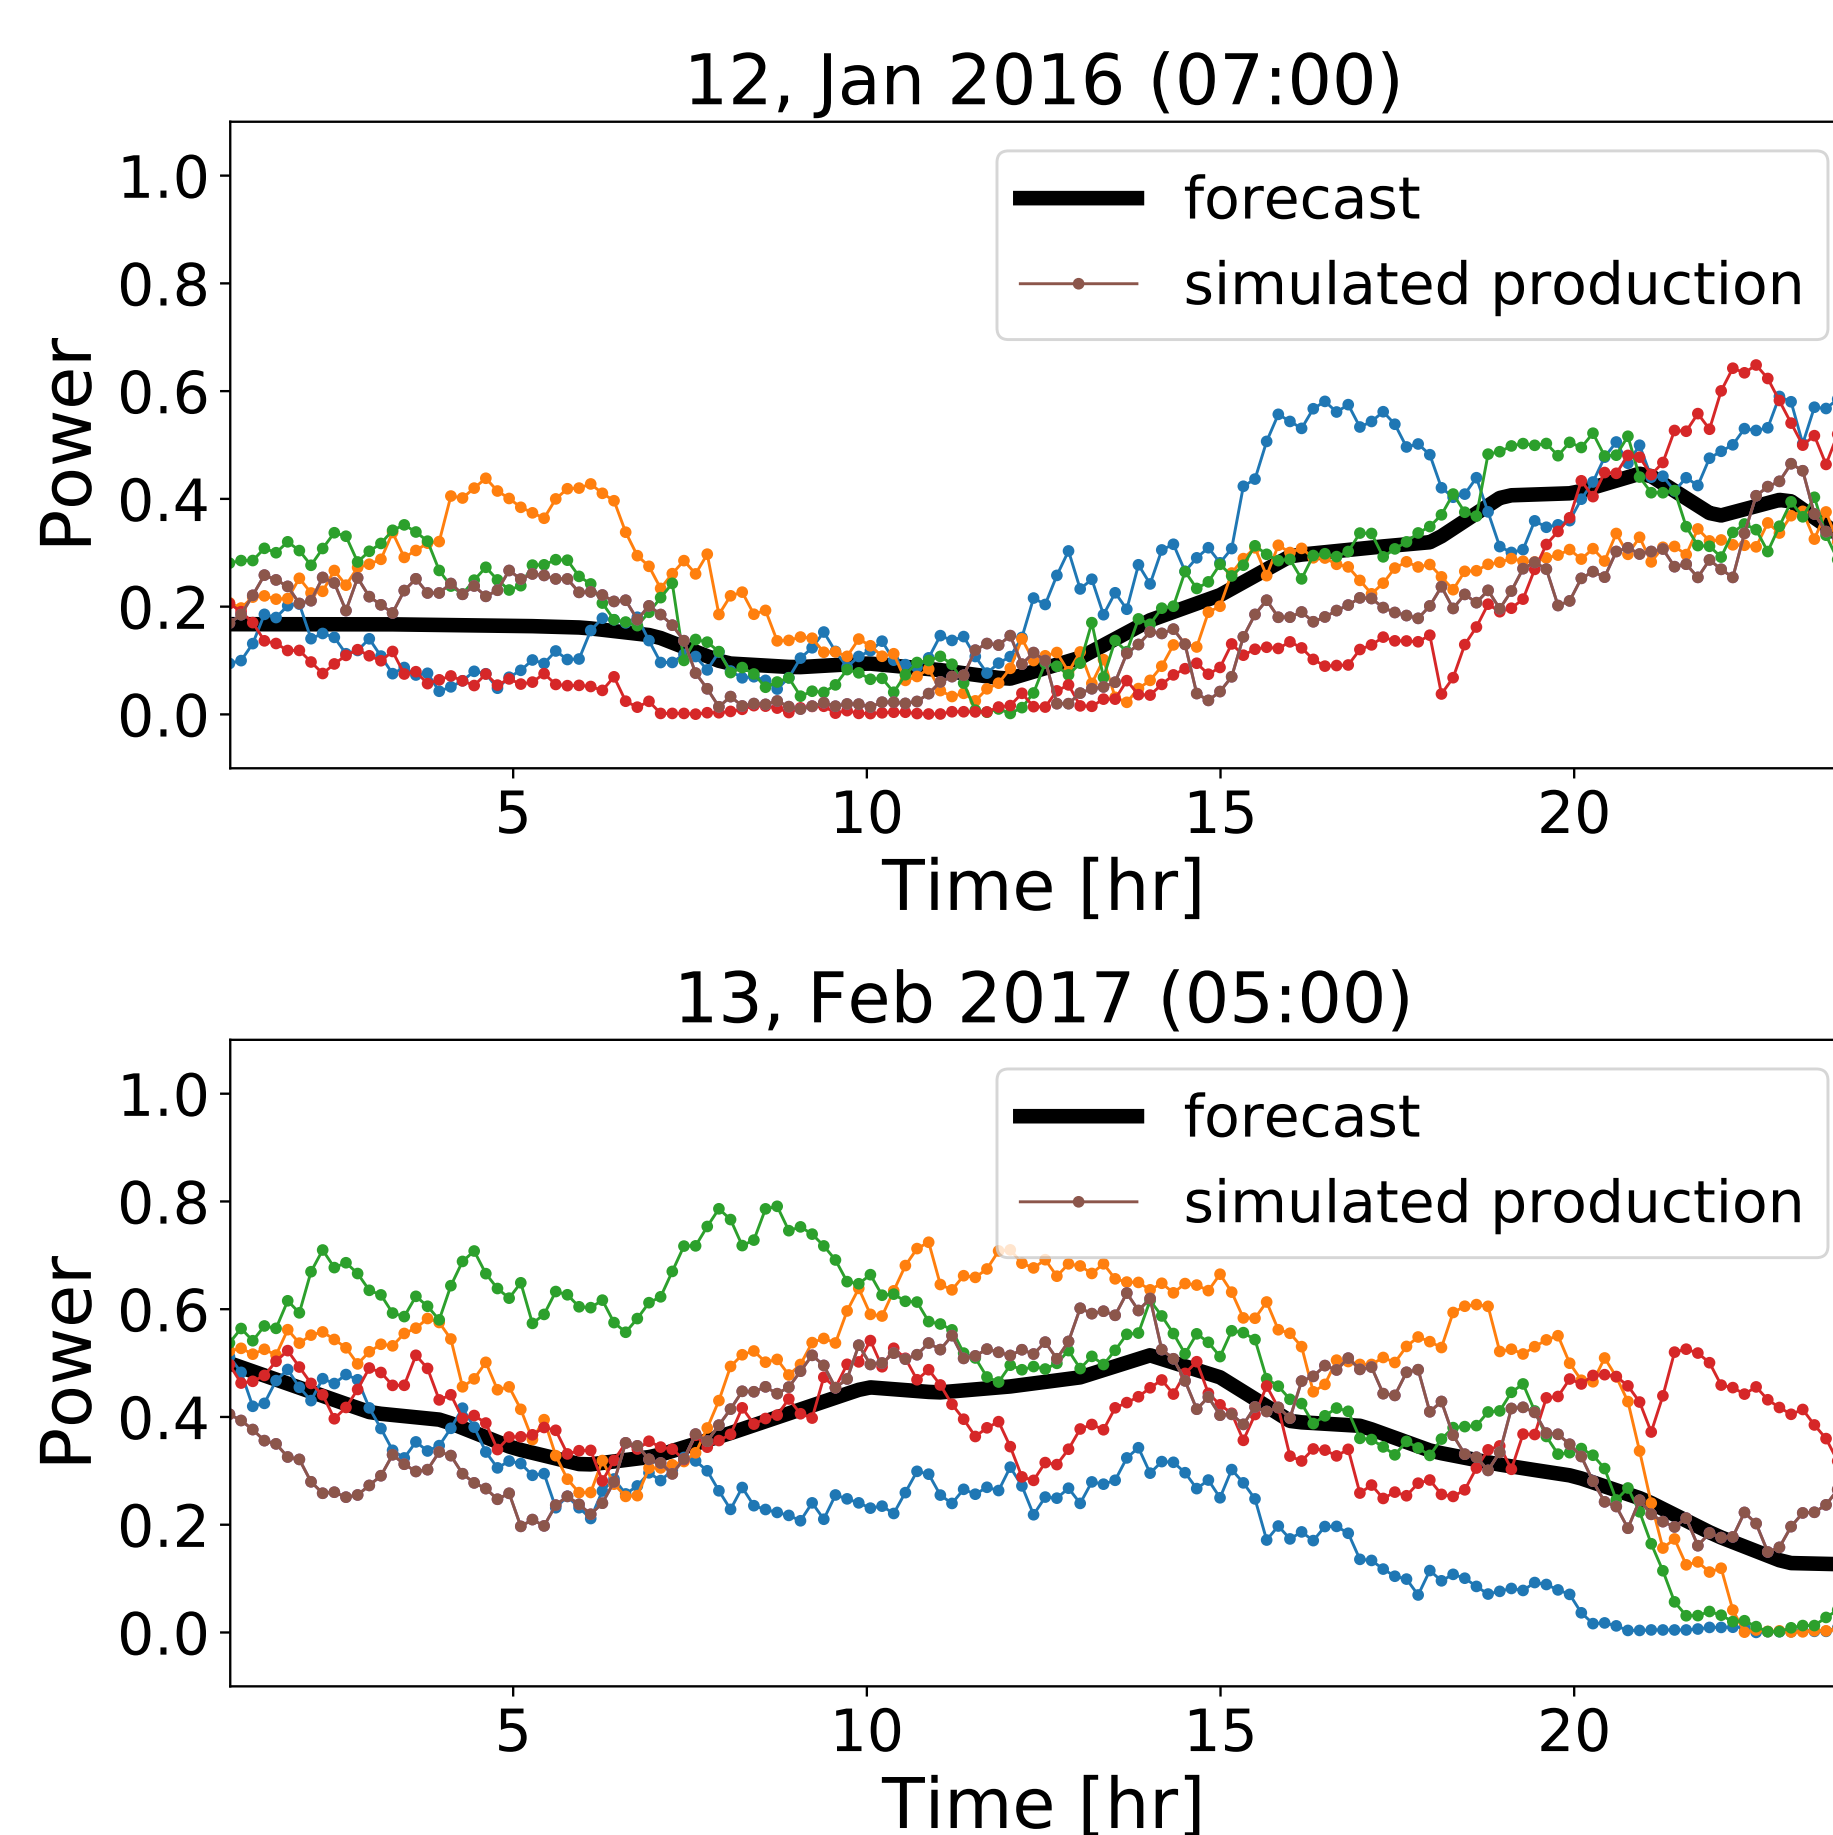 12, Jan 2016 (07:00)
1.0
0.8
0.6
0.4
0.2
0.0
Power
forecast
simulated production
5 10 15 20
Time [hr]
13, Feb 2017 (05:00)
1.0
0.8
0.6
0.4
0.2
0.0
Power
forecast
simulated production
5 10 15 20
Time [hr]